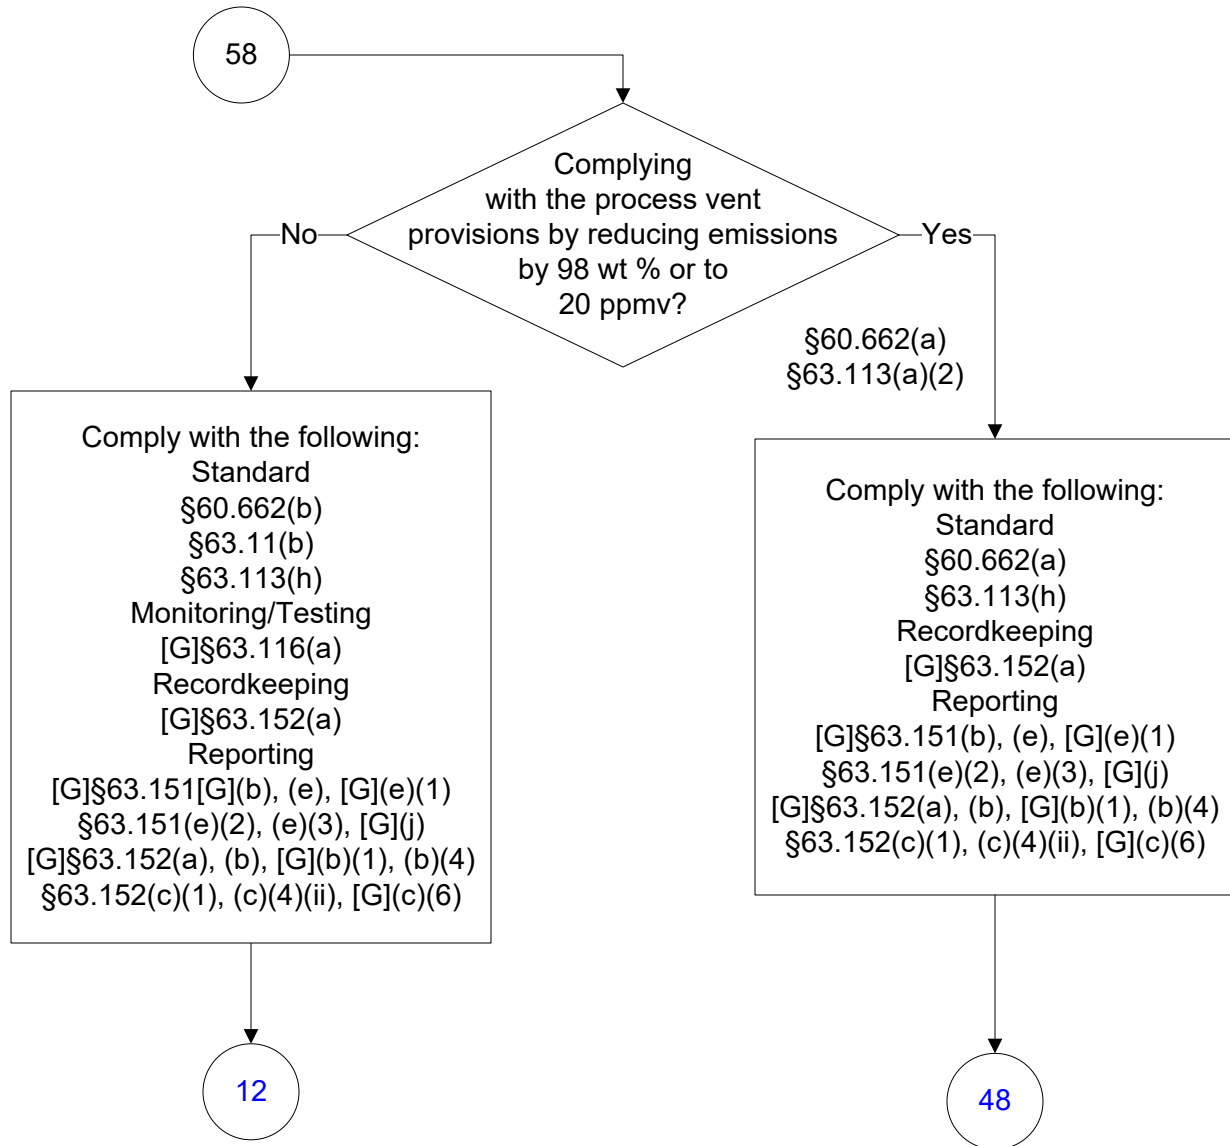 58
Complying
with the process vent
provisions by reducing emissions
by 98 wt % or to
20 ppmv?
No
Yes
§60.662(a)
§63.113(a)(2)
Comply with the following:
Standard
§60.662(b)
§63.11(b)
§63.113(h)
Monitoring/Testing
[G]§63.116(a)
Recordkeeping
[G]§63.152(a)
Reporting
[G]§63.151[G](b), (e), [G](e)(1)
§63.151(e)(2), (e)(3), [G](j)
[G]§63.152(a), (b), [G](b)(1), (b)(4)
§63.152(c)(1), (c)(4)(ii), [G](c)(6)
Comply with the following:
Standard
§60.662(a)
§63.113(h)
Recordkeeping
[G]§63.152(a)
Reporting
[G]§63.151(b), (e), [G](e)(1)
§63.151(e)(2), (e)(3), [G](j)
[G]§63.152(a), (b), [G](b)(1), (b)(4)
§63.152(c)(1), (c)(4)(ii), [G](c)(6)
12
48